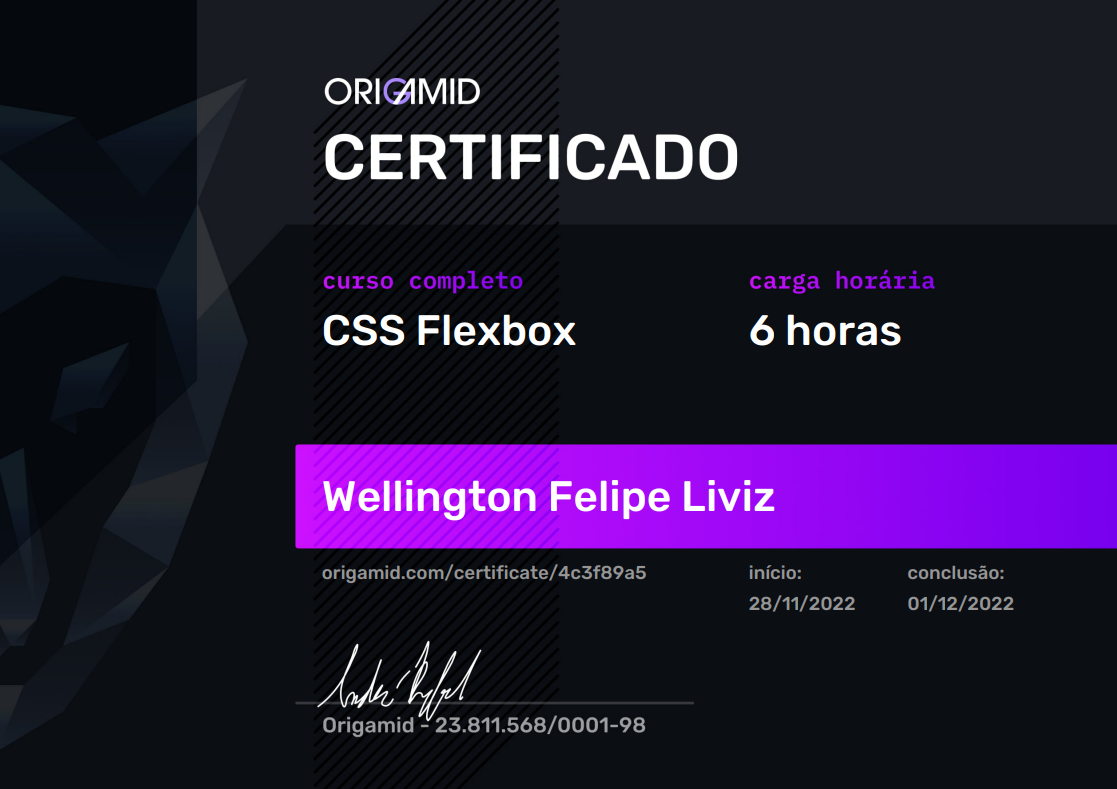 ORIGAMID
CERTIFICADO
curso completo
CSS Flexbox
carga horária
6 horas
Wellington Felipe Liviz
origamid.com/certificate/4c3f89a5
início:
28/11/2022
conclusão:
01/12/2022
Origamid - 23.811.568/0001-98